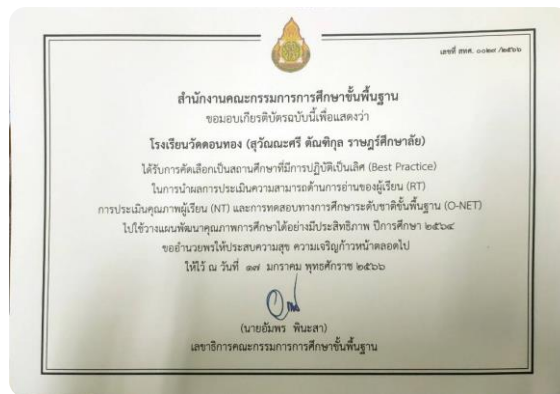 เลขที่ สทศ. ๐๐๒๙ /๒๕๖๖
สำนักงานคณะกรรมการการศึกษาขั้นพื้นฐาน
ขอมอบเกียรติบัตรฉบับนี้เพื่อแสดงว่า
โรงเรียนวัดดอนทอง (สุวัณณะศรี ตัณฑิกุล ราษฎร์ศึกษาลัย)
ได้รับการคัดเลือกเป็นสถานศึกษาที่มีการปฏิบัติเป็นเลิศ (Best Practice)
ในการนำผลการประเมินความสามารถด้านการอ่านของผู้เรียน (RT)
การประเมินคุณภาพผู้เรียน (NT) และการทดสอบทางการศึกษาระดับชาติขั้นพื้นฐาน (O-NET)
ไปใช้วางแผนพัฒนาคุณภาพการศึกษาได้อย่างมีประสิทธิภาพ ปีการศึกษา ๒๕๖๔
ขออำนวยพรให้ประสบความสุข ความเจริญก้าวหน้าตลอดไป
ให้ไว้ ณ วันที่ ๑๗ มกราคม พุทธศักราช ๒๕๖๖
(นายอัมพร พินะสา)
เลขาธิการคณะกรรมการการศึกษาขั้นพื้นฐาน